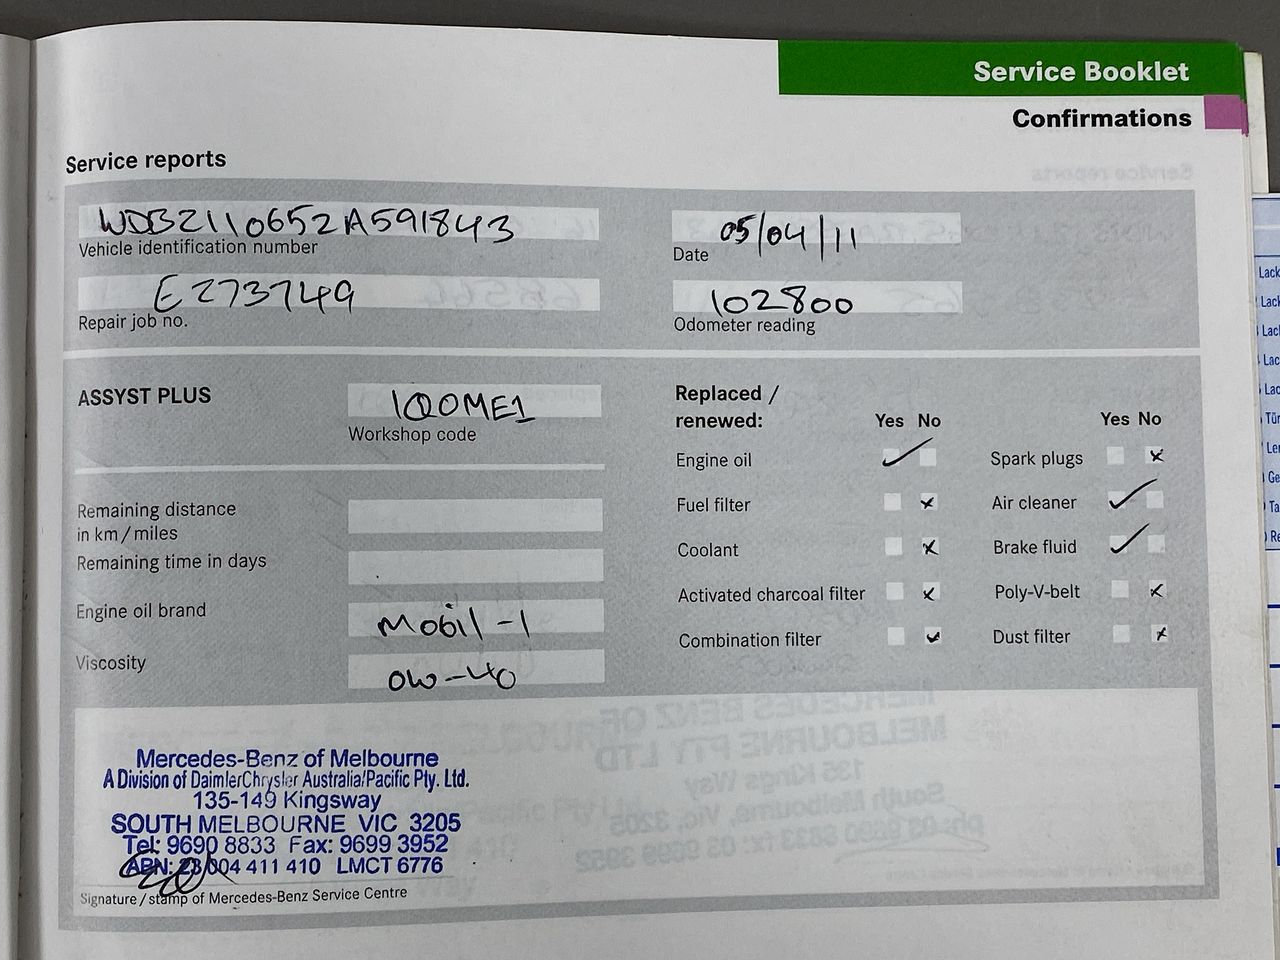 Service Booklet
Confirmations
Service reports
WDB2110652A591843
Vehicle identification number
05/04/11
Date
E273749
Repair job no.
102800
Odometer reading
ASSYST PLUS
1Q0ME1
Workshop code
Replaced /
renewed:
Yes No
Yes No
Engine oil
Spark plugs
Fuel filter
Air cleaner
Coolant
Brake fluid
Activated charcoal filter
Poly-V-belt
Combination filter
Dust filter
Remaining distance
in km/miles
Remaining time in days
Engine oil brand
Mobil-1
Viscosity
0W-40
Mercedes-Benz of Melbourne
A Division of DaimlerChrysler Australia/Pacific Pty. Ltd.
135-149 Kingsway
SOUTH MELBOURNE VIC 3205
Tel: 9690 8833 Fax: 9699 3952
ABN: 23 004 411 410 LMCT 6776
Signature/stamp of Mercedes-Benz Service Centre
Lack
Lack
Lack